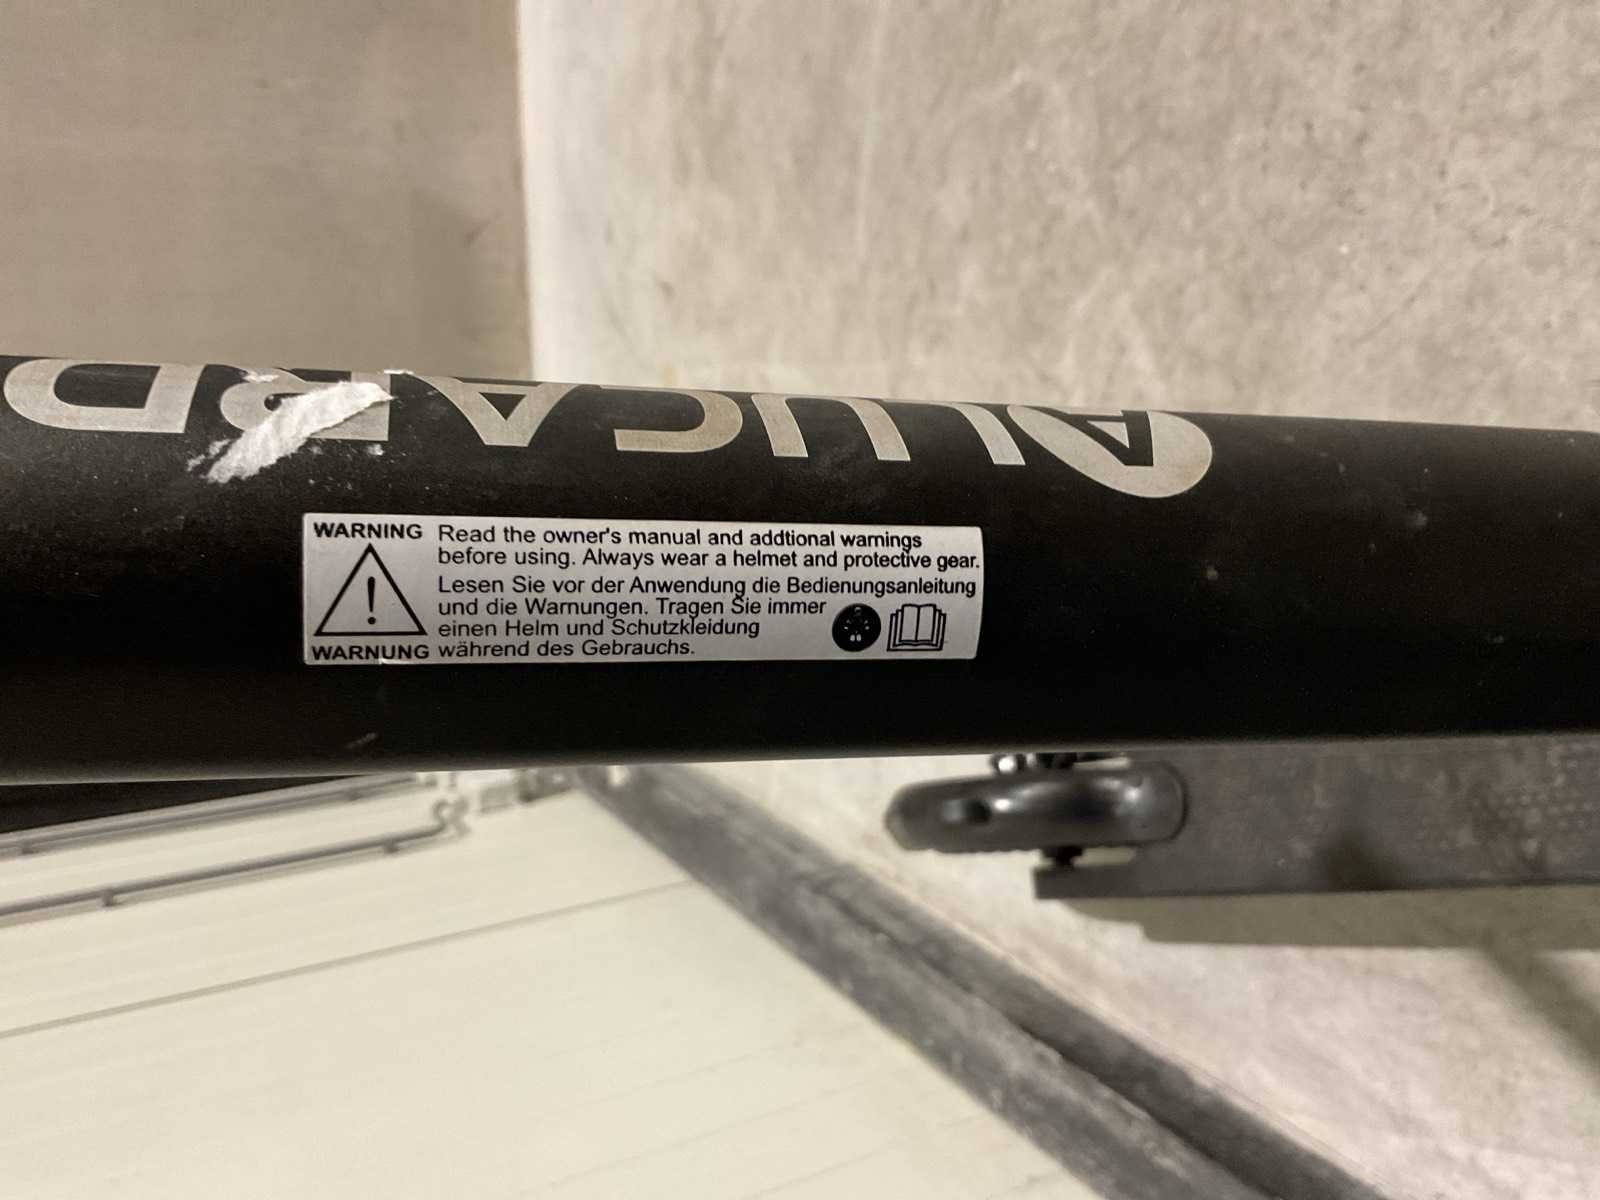 ALUCARD
WARNING
Read the owner's manual and addtional warnings
before using. Always wear a helmet and protective gear.
Lesen Sie vor der Anwendung die Bedienungsanleitung
und die Warnungen. Tragen Sie immer
einen Helm und Schutzkleidung
während des Gebrauchs.
WARNUNG